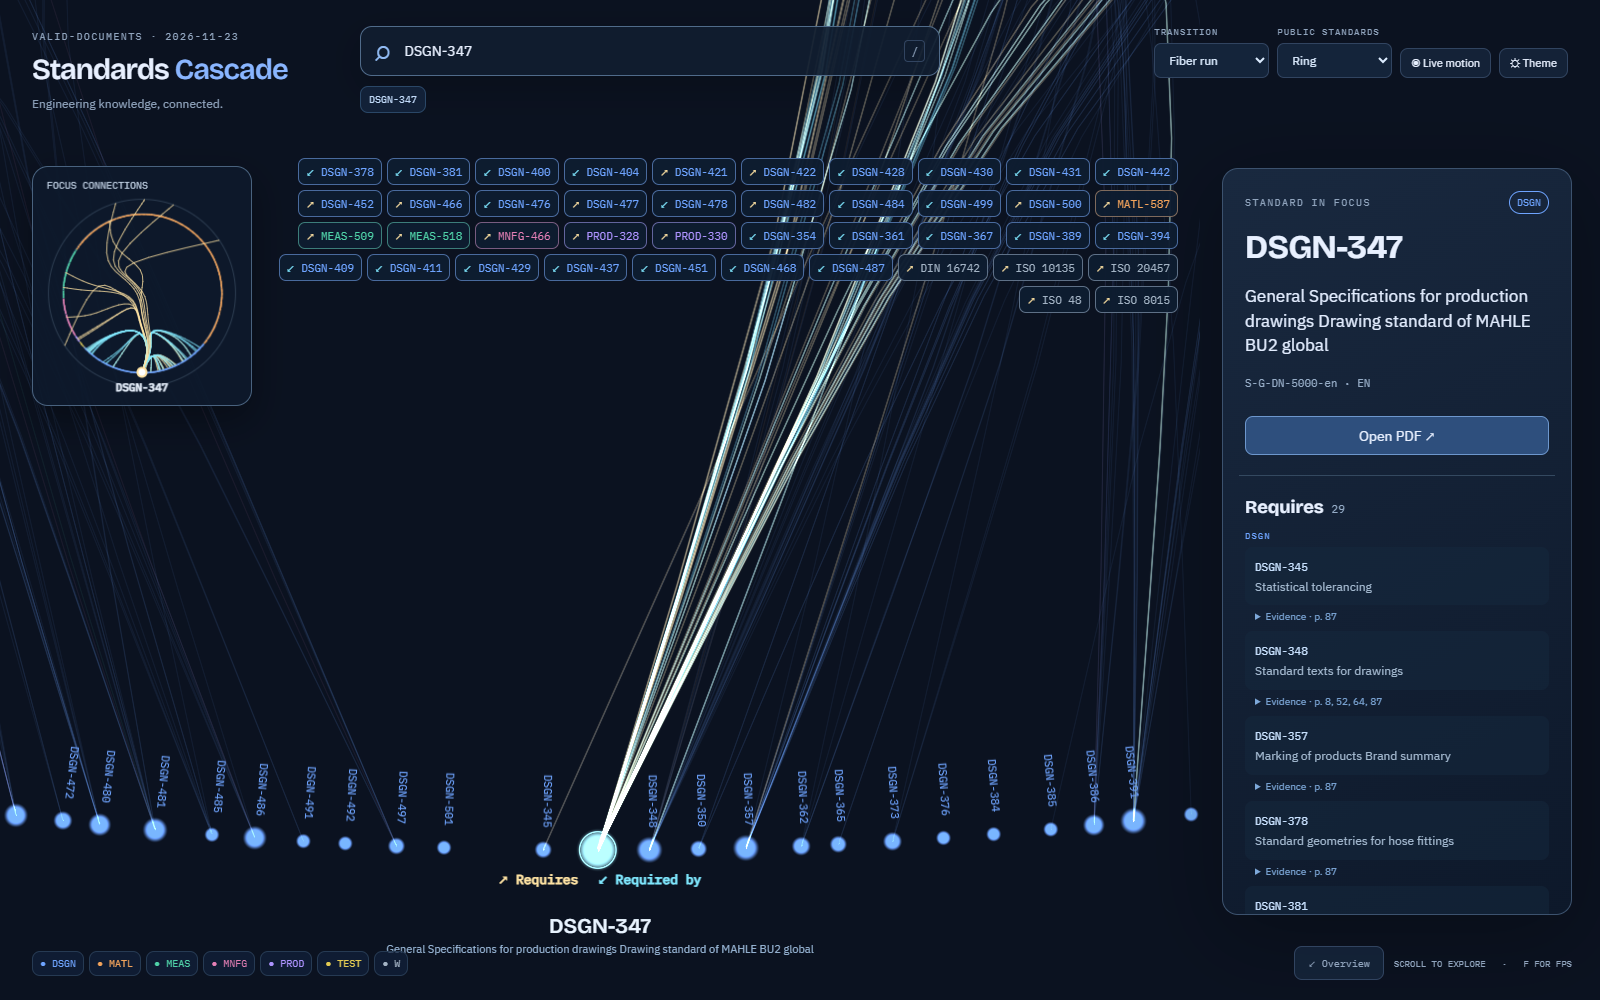 VALID-DOCUMENTS · 2026-11-23
Standards Cascade
Engineering knowledge, connected.
DSGN-347
/
DSGN-347
TRANSITION
Fiber run
PUBLIC STANDARDS
Ring
Live motion
Theme
FOCUS CONNECTIONS
DSGN-347
↙ DSGN-378 ↙ DSGN-381 ↙ DSGN-400 ↙ DSGN-404 ↗ DSGN-421 ↗ DSGN-422 ↙ DSGN-428 ↙ DSGN-430 ↙ DSGN-431 ↙ DSGN-442
↗ DSGN-452 ↗ DSGN-466 ↙ DSGN-476 ↗ DSGN-477 ↙ DSGN-478 ↗ DSGN-482 ↙ DSGN-484 ↙ DSGN-499 ↗ DSGN-500 ↗ MATL-587
↗ MEAS-509 ↗ MEAS-518 ↗ MNFG-466 ↗ PROD-328 ↗ PROD-330 ↙ DSGN-354 ↙ DSGN-361 ↙ DSGN-367 ↙ DSGN-389 ↙ DSGN-394
↙ DSGN-409 ↙ DSGN-411 ↙ DSGN-429 ↙ DSGN-437 ↙ DSGN-451 ↙ DSGN-468 ↙ DSGN-487 ↗ DIN 16742 ↗ ISO 10135 ↗ ISO 20457
↗ ISO 48 ↗ ISO 8015
STANDARD IN FOCUS
DSGN
DSGN-347
General Specifications for production
drawings Drawing standard of MAHLE
BU2 global
S-G-DN-5000-en · EN
Open PDF ↗
Requires 29
DSGN
DSGN-345
Statistical tolerancing
▶ Evidence · p. 87
DSGN-348
Standard texts for drawings
▶ Evidence · p. 8, 52, 64, 87
DSGN-357
Marking of products Brand summary
▶ Evidence · p. 87
DSGN-378
Standard geometries for hose fittings
▶ Evidence · p. 87
DSGN-381
DSGN-472
DSGN-480
DSGN-481
DSGN-485
DSGN-486
DSGN-491
DSGN-492
DSGN-497
DSGN-501
DSGN-345
DSGN-348
DSGN-350
DSGN-357
DSGN-362
DSGN-365
DSGN-373
DSGN-376
DSGN-384
DSGN-385
DSGN-386
DSGN-391
↗ Requires ↙ Required by
DSGN-347
General Specifications for production drawings Drawing standard of MAHLE BU2 global
DSGN MATL MEAS MNFG PROD TEST W
↙ Overview
SCROLL TO EXPLORE · F FOR FPS